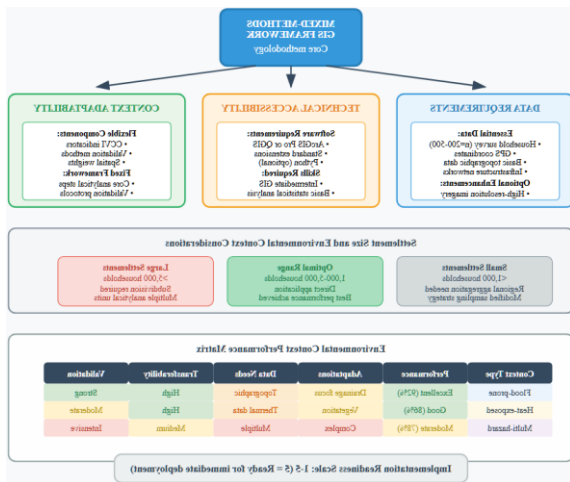 MIXED-METHODS
GIS FRAMEWORK
Core methodology
DATA REQUIREMENTS
Essential Data:
• Household survey (n=200-500)
• GPS coordinates
• Basic topographic data
• Infrastructure networks
Optional Enhancements:
• High-resolution imagery
TECHNICAL ACCESSIBILITY
Software Requirements:
• ArcGIS Pro or QGIS
• Standard extensions
• Python (optional)
Skills Required:
• Intermediate GIS
• Basic statistical analysis
CONTEXT ADAPTABILITY
Flexible Components:
• CCVI indicators
• Validation methods
• Spatial weights
Fixed Framework:
• Core analytical steps
• Validation protocols
Settlement Size and Environmental Context Considerations
Small Settlements
<1,000 households
Regional aggregation needed
Modified sampling strategy
Optimal Range
1,000-5,000 households
Direct application
Best performance achieved
Large Settlements
>5,000 households
Subdivision required
Multiple analytical units
Environmental Context Performance Matrix
Context Type Performance Adaptations Data Needs Transferability Validation
Flood-prone Excellent (92%) Drainage focus Topographic High Strong
Heat-exposed Good (86%) Vegetation Thermal data High Moderate
Multi-hazard Moderate (78%) Complex Multiple Medium Intensive
Implementation Readiness Scale: 1-5 (5 = Ready for immediate deployment)